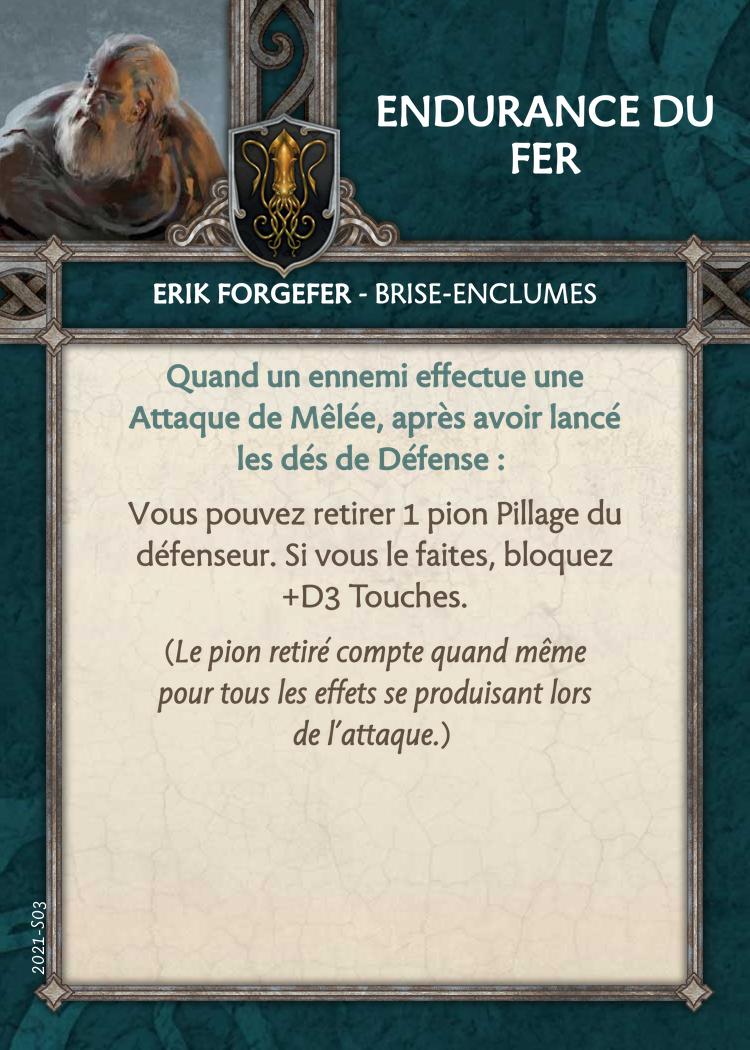 ENDURANCE DU
FER
ERIK FORGEFER - BRISE-ENCLUMES
Quand un ennemi effectue une
Attaque de Mêlée, après avoir lancé
les dés de Défense :
Vous pouvez retirer 1 pion Pillage du
défenseur. Si vous le faites, bloquez
+D3 Touches.
(Le pion retiré compte quand même
pour tous les effets se produisant lors
de l'attaque.)
2021-S03